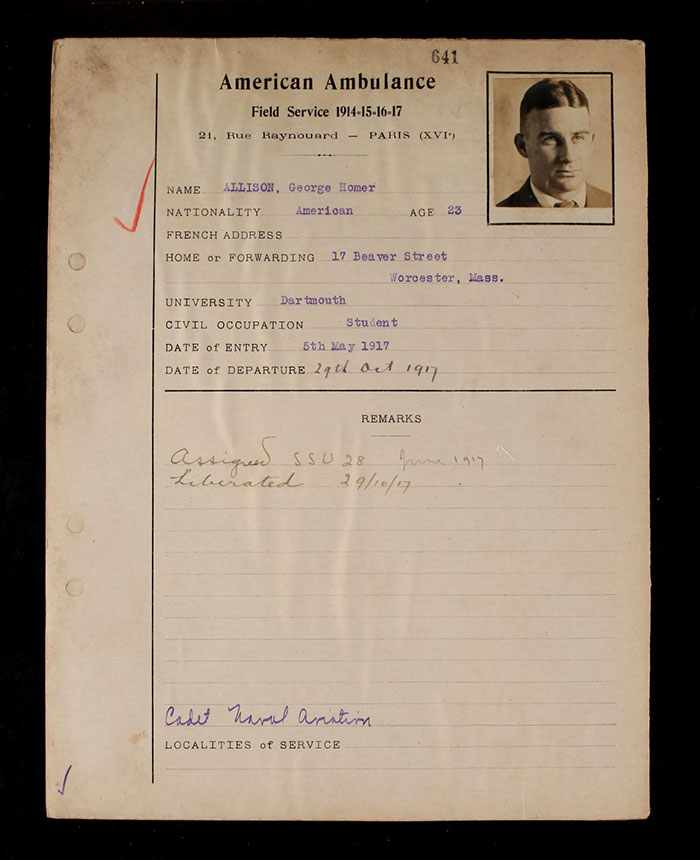 641
American Ambulance
Field Service 1914-15-16-17
21, Rue Raynouard — PARIS (XVIe)
NAME ALLISON, George Homer
NATIONALITY American AGE 23
FRENCH ADDRESS
HOME or FORWARDING 17 Beaver Street
Worcester, Mass.
UNIVERSITY Dartmouth
CIVIL OCCUPATION Student
DATE of ENTRY 5th May 1917
DATE of DEPARTURE 29th Oct 1917
REMARKS
Assigned SSU 28 June 1917
Liberated 29/10/17
Cadet Naval Aviation
LOCALITIES of SERVICE